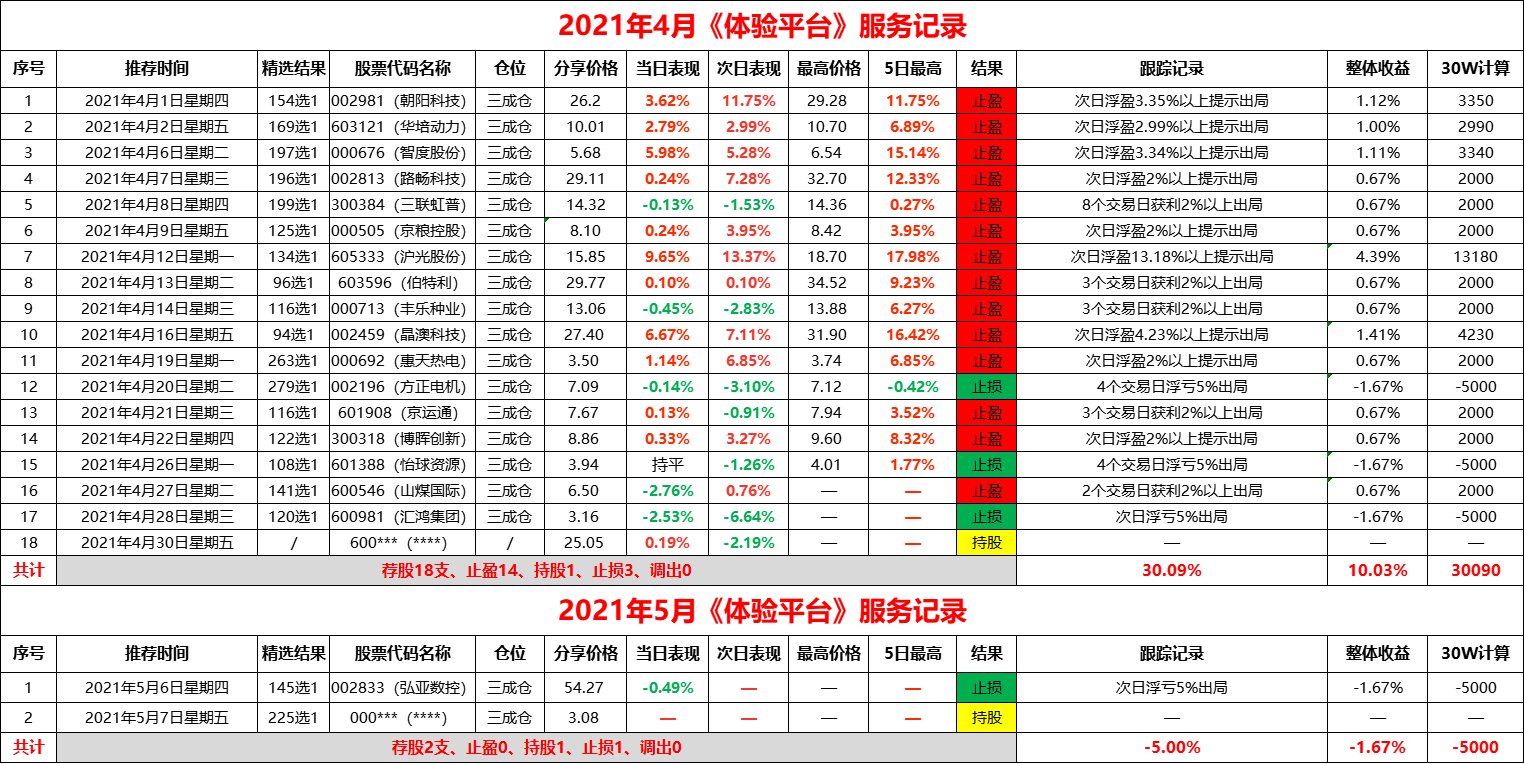 2021年4月《体验平台》服务记录
序号 推荐时间 精选结果 股票代码名称 仓位 分享价格 当日表现 次日表现 最高价格 5日最高 结果 跟踪记录 整体收益 30W计算
1 2021年4月1日星期四 154选1 002981（朝阳科技） 三成仓 26.2 3.62% 11.75% 29.28 11.75% 止盈 次日浮盈3.35%以上提示出局 1.12% 3350
2 2021年4月2日星期五 169选1 603121（华培动力） 三成仓 10.01 2.79% 2.99% 10.70 6.89% 止盈 次日浮盈2.99%以上提示出局 1.00% 2990
3 2021年4月6日星期二 197选1 000676（智度股份） 三成仓 5.68 5.98% 5.28% 6.54 15.14% 止盈 次日浮盈3.34%以上提示出局 1.11% 3340
4 2021年4月7日星期三 196选1 002813（路畅科技） 三成仓 29.11 0.24% 7.28% 32.70 12.33% 止盈 次日浮盈2%以上提示出局 0.67% 2000
5 2021年4月8日星期四 199选1 300384（三联虹普） 三成仓 14.32 -0.13% -1.53% 14.36 0.27% 止盈 8个交易日获利2%以上出局 0.67% 2000
6 2021年4月9日星期五 125选1 000505（京粮控股） 三成仓 8.10 0.24% 3.95% 8.42 3.95% 止盈 次日浮盈2%以上提示出局 0.67% 2000
7 2021年4月12日星期一 134选1 605333（沪光股份） 三成仓 15.85 9.65% 13.37% 18.70 17.98% 止盈 次日浮盈13.18%以上提示出局 4.39% 13180
8 2021年4月13日星期二 96选1 603596（伯特利） 三成仓 29.77 0.10% 0.10% 34.52 9.23% 止盈 3个交易日获利2%以上出局 0.67% 2000
9 2021年4月14日星期三 116选1 000713（丰乐种业） 三成仓 13.06 -0.45% -2.83% 13.88 6.27% 止盈 3个交易日获利2%以上出局 0.67% 2000
10 2021年4月16日星期五 94选1 002459（晶澳科技） 三成仓 27.40 6.67% 7.11% 31.90 16.42% 止盈 次日浮盈4.23%以上提示出局 1.41% 4230
11 2021年4月19日星期一 263选1 000692（惠天热电） 三成仓 3.50 1.14% 6.85% 3.74 6.85% 止盈 次日浮盈2%以上提示出局 0.67% 2000
12 2021年4月20日星期二 279选1 002196（方正电机） 三成仓 7.09 -0.14% -3.10% 7.12 -0.42% 止损 4个交易日浮亏5%出局 -1.67% -5000
13 2021年4月21日星期三 116选1 601908（京运通） 三成仓 7.67 0.13% -0.91% 7.94 3.52% 止盈 3个交易日获利2%以上出局 0.67% 2000
14 2021年4月22日星期四 122选1 300318（博晖创新） 三成仓 8.86 0.33% 3.27% 9.60 8.32% 止盈 次日浮盈2%以上提示出局 0.67% 2000
15 2021年4月26日星期一 108选1 601388（怡球资源） 三成仓 3.94 持平 -1.26% 4.01 1.77% 止损 4个交易日浮亏5%出局 -1.67% -5000
16 2021年4月27日星期二 141选1 600546（山煤国际） 三成仓 6.50 -2.76% 0.76% — — 止盈 2个交易日获利2%以上出局 0.67% 2000
17 2021年4月28日星期三 120选1 600981（汇鸿集团） 三成仓 3.16 -2.53% -6.64% — — 止损 次日浮亏5%出局 -1.67% -5000
18 2021年4月30日星期五 / 600***（****） / 25.05 0.19% -2.19% — — 持股 — — —
共计 荐股18支、止盈14、持股1、止损3、调出0 30.09% 10.03% 30090
2021年5月《体验平台》服务记录
序号 推荐时间 精选结果 股票代码名称 仓位 分享价格 当日表现 次日表现 最高价格 5日最高 结果 跟踪记录 整体收益 30W计算
1 2021年5月6日星期四 145选1 002833（弘亚数控） 三成仓 54.27 -0.49% — — — 止损 次日浮亏5%出局 -1.67% -5000
2 2021年5月7日星期五 225选1 000***（****） 三成仓 3.08 — — — — 持股 — — —
共计 荐股2支、止盈0、持股1、止损1、调出0 -5.00% -1.67% -5000